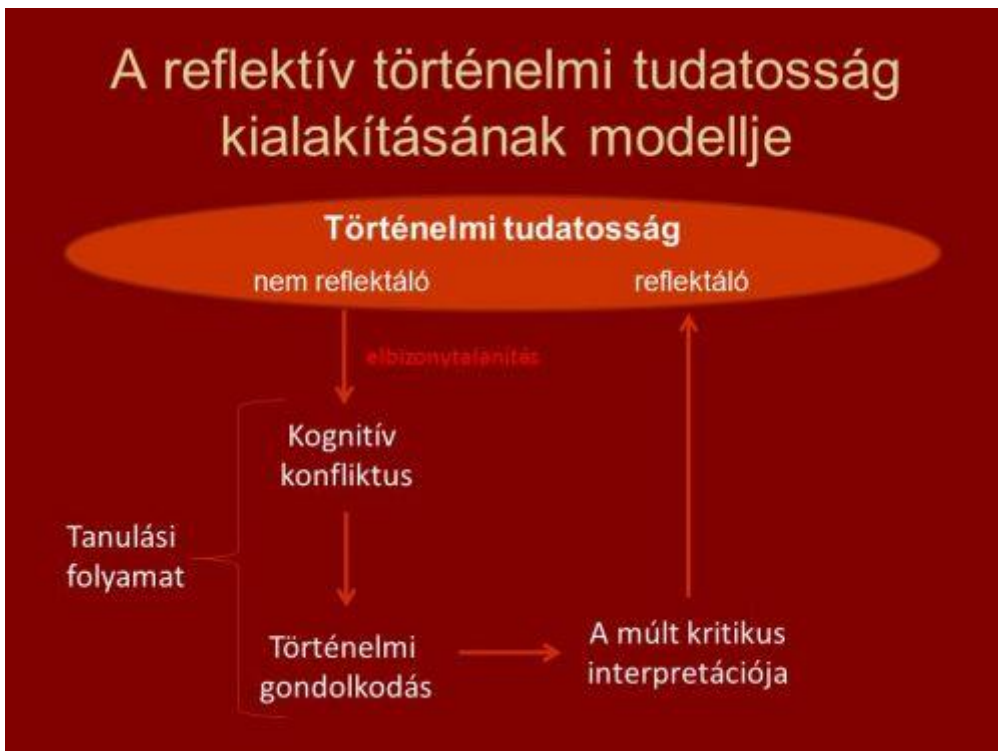 A reflektív történelmi tudatosság
kialakításának modellje
Történelmi tudatosság
nem reflektáló
reflektáló
elbizonytalanítás
Kognitív
konfliktus
Tanulási
folyamat
Történelmi
gondolkodás
A múlt kritikus
interpretációja